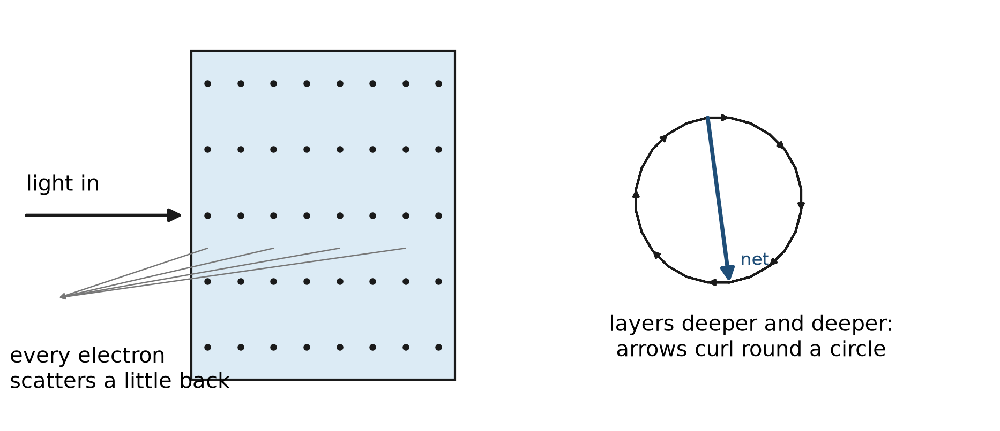 light in
every electron
scatters a little back
net
layers deeper and deeper:
arrows curl round a circle